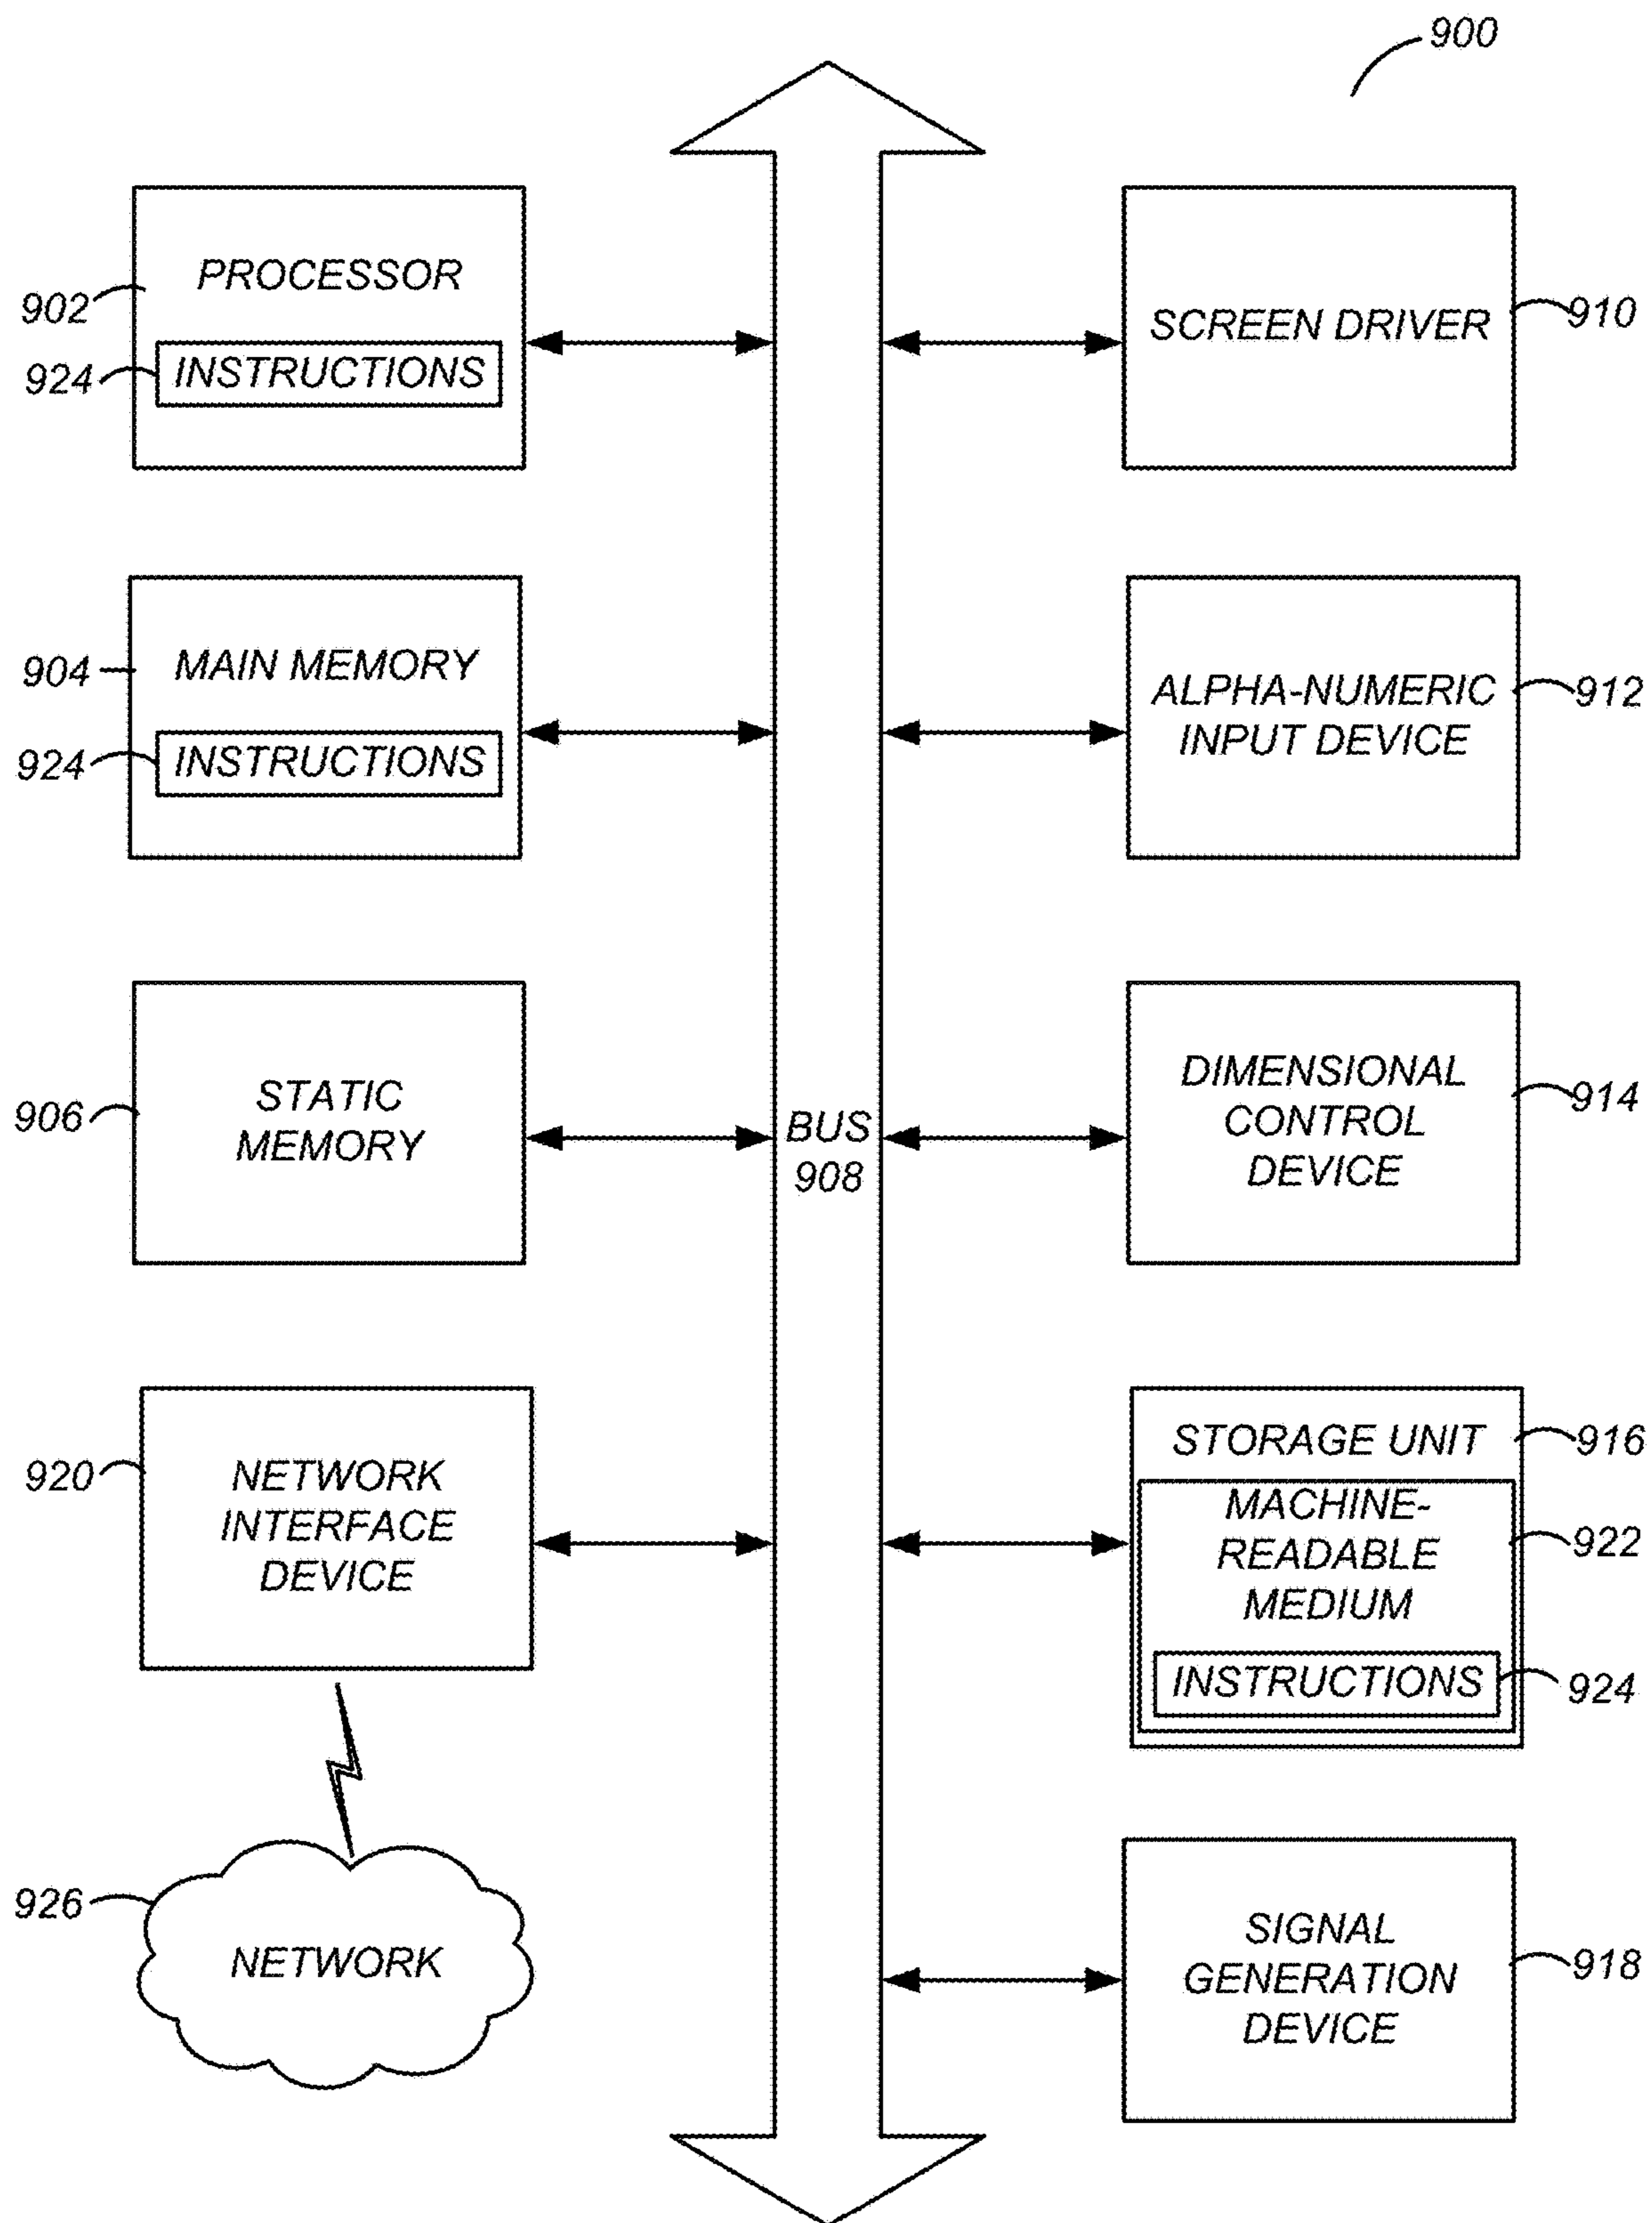 900
PROCESSOR
902
924
INSTRUCTIONS
SCREEN DRIVER
910
904
MAIN MEMORY
924
INSTRUCTIONS
ALPHA-NUMERIC
INPUT DEVICE
912
906
STATIC
MEMORY
BUS
908
DIMENSIONAL
CONTROL
DEVICE
914
920
NETWORK
INTERFACE
DEVICE
STORAGE UNIT
916
MACHINE-
READABLE
MEDIUM
922
INSTRUCTIONS
924
926
NETWORK
SIGNAL
GENERATION
DEVICE
918